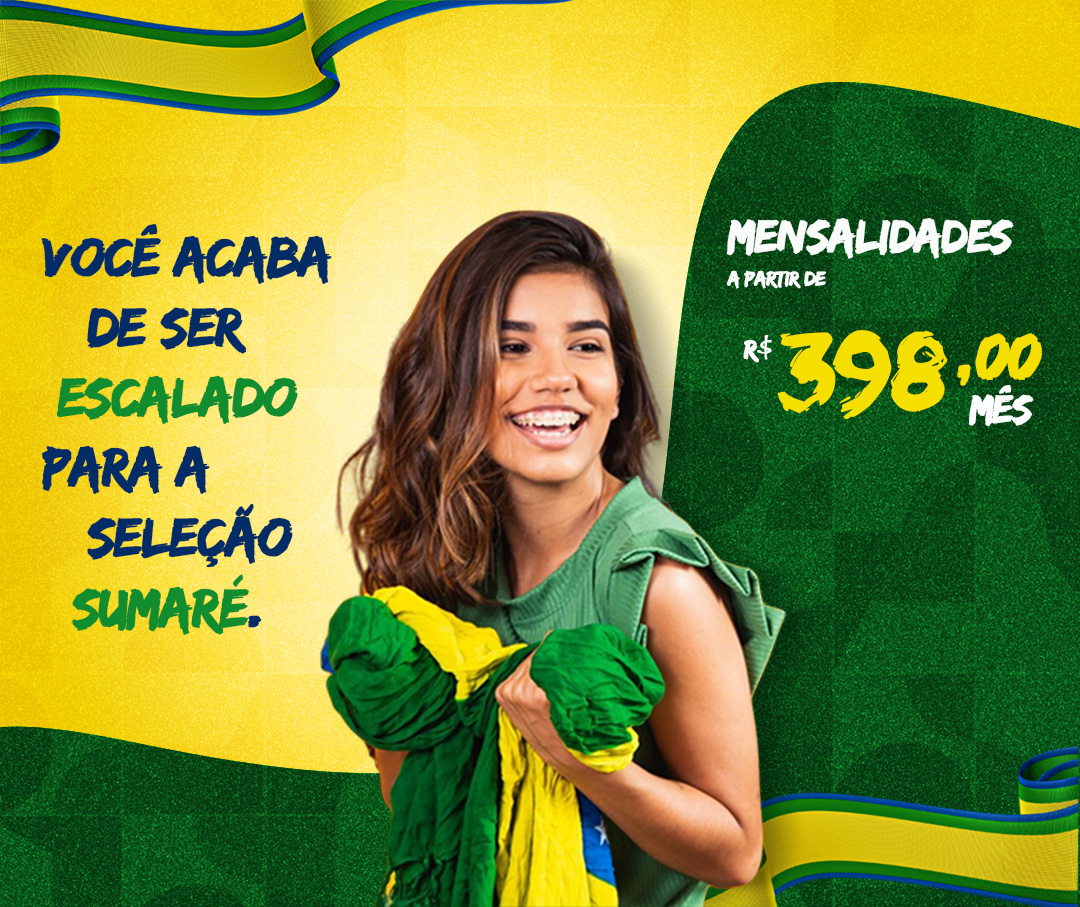 VOCÊ ACABA
DE SER
ESCALADO
PARA A
SELEÇÃO
SUMARÉ.
MENSALIDADES
A PARTIR DE
R$ 398,00
MÊS